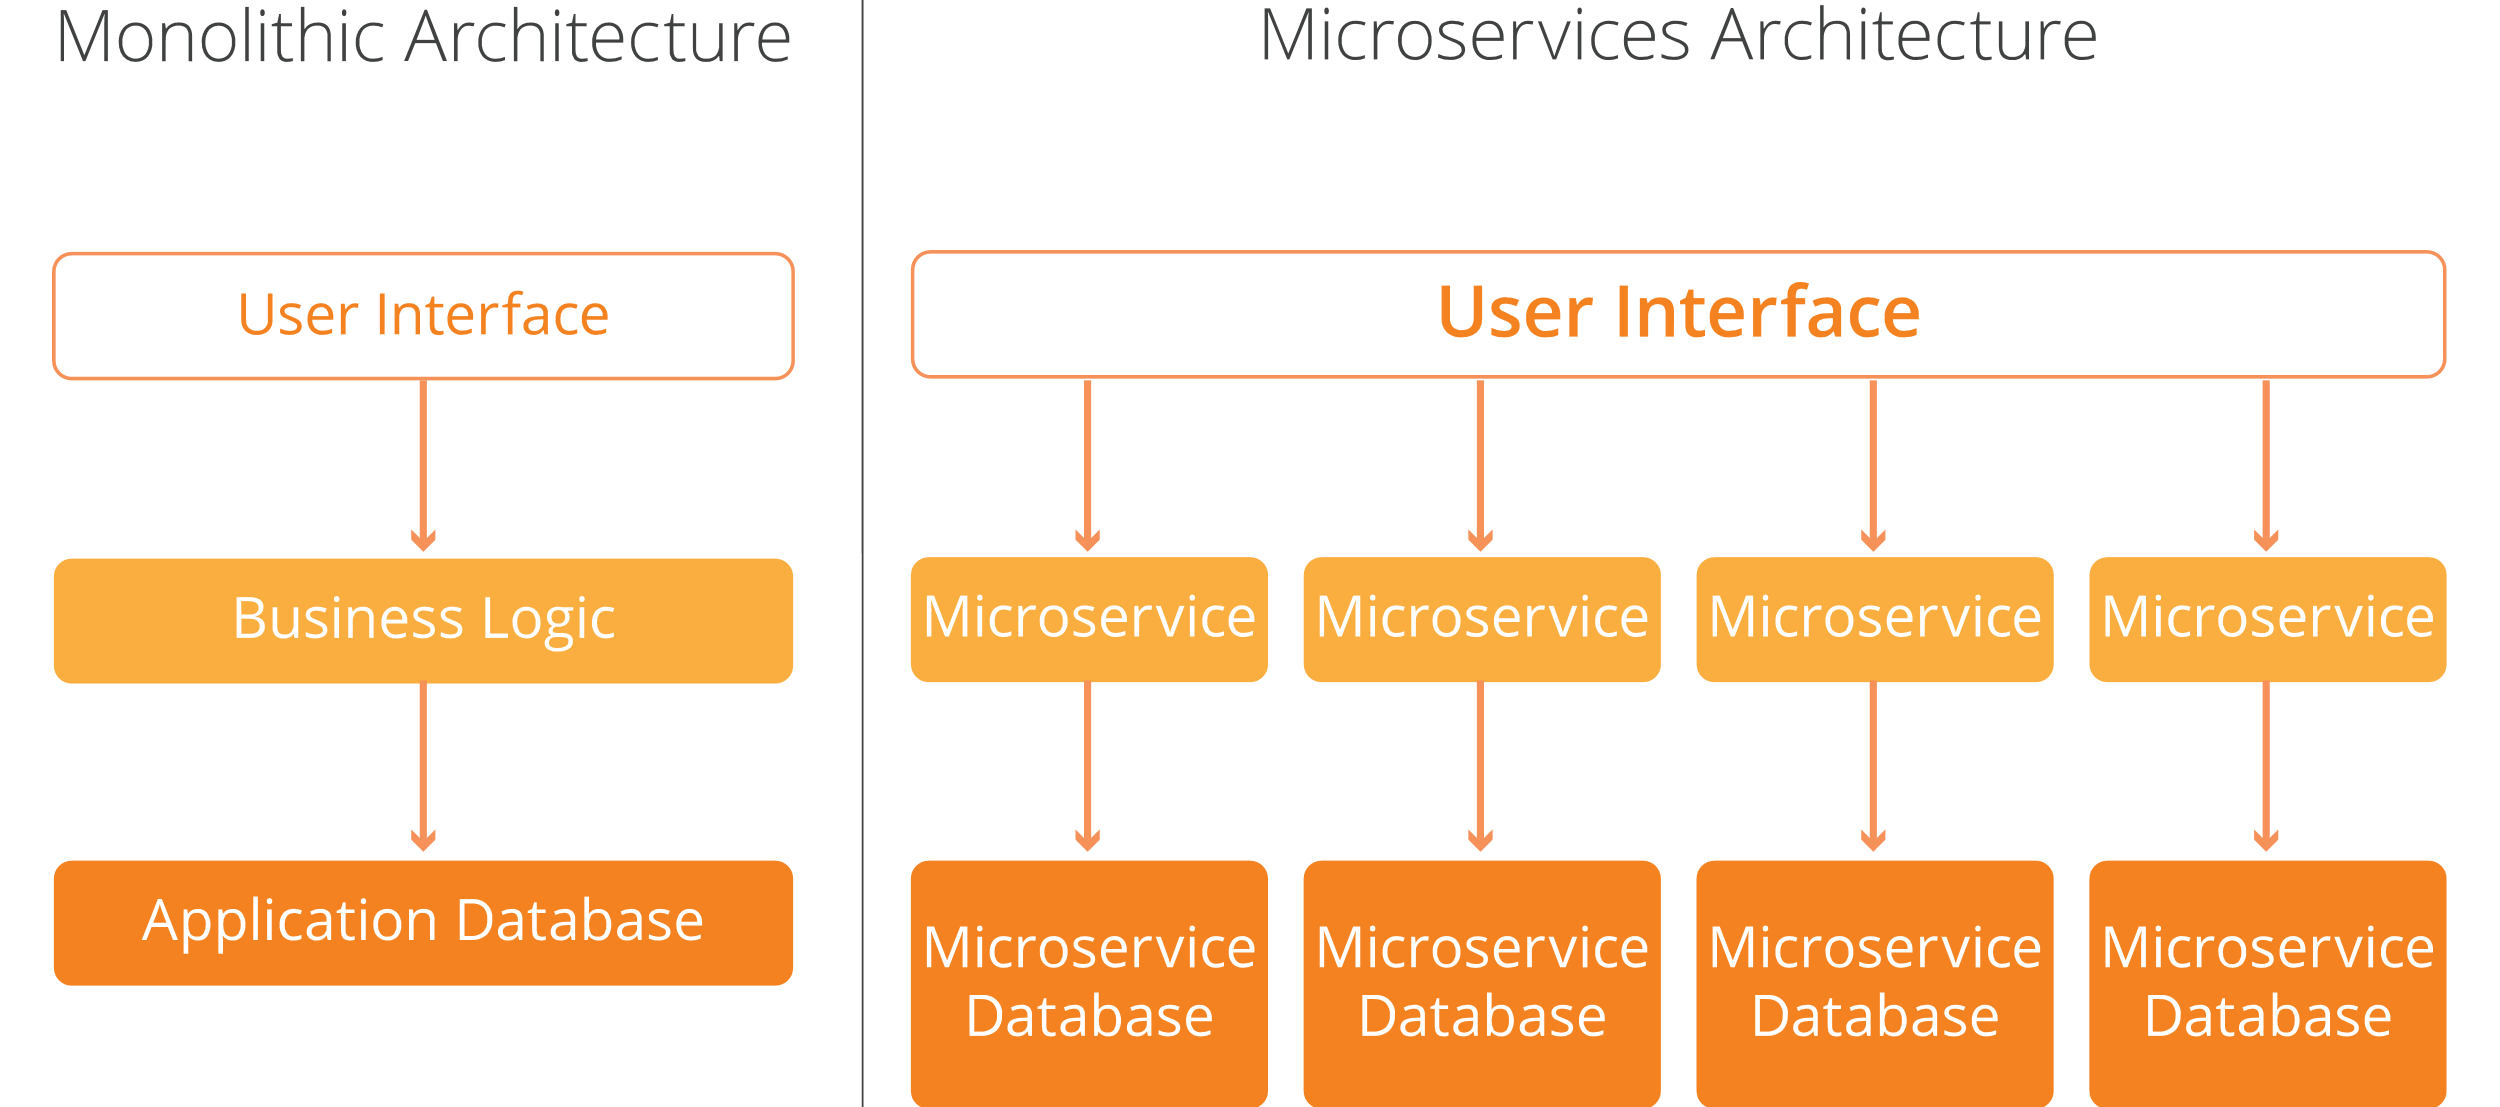 Monolithic Architecture
User Interface
Business Logic
Application Database
Microservices Architecture
User Interface
Microservice
Microservice
Microservice
Microservice
Microservice
Database
Microservice
Database
Microservice
Database
Microservice
Database